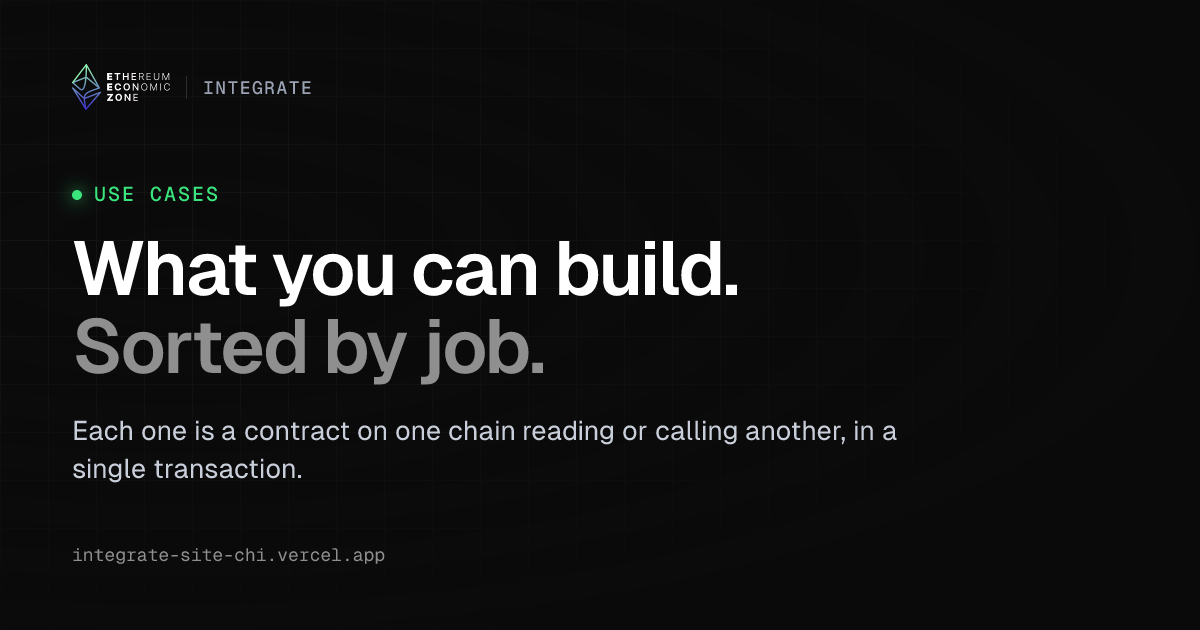 ETHEREUM
ECONOMIC
ZONE
INTEGRATE
USE CASES
What you can build.
Sorted by job.
Each one is a contract on one chain reading or calling another, in a
single transaction.
integrate-site-chi.vercel.app